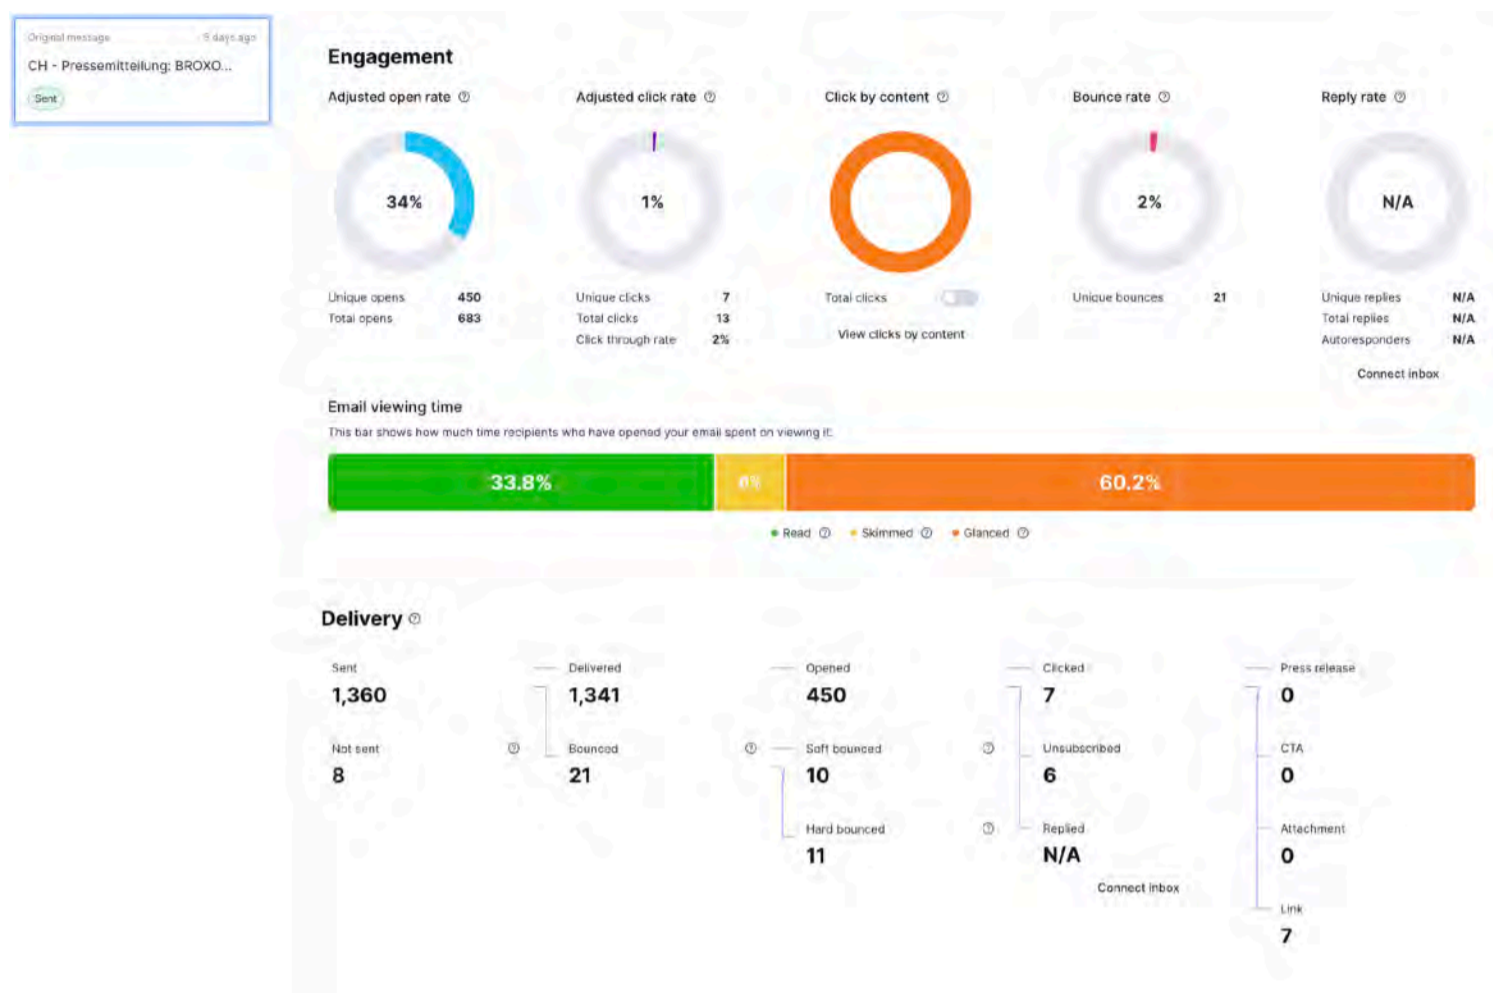 Original message 5 days ago
CH - Pressemitteilung: BROXO...
Sent
Engagement
Adjusted open rate
Adjusted click rate
Click by content
Bounce rate
Reply rate
34%
1%
2%
N/A
Unique opens 450
Total opens 683
Unique clicks 7
Total clicks 13
Click through rate 2%
Total clicks
View clicks by content
Unique bounces 21
Unique replies N/A
Total replies N/A
Autoresponders N/A
Connect inbox
Email viewing time
This bar shows how much time recipients who have opened your email spent on viewing it:
33.8%
6%
60.2%
Read Skimmed Glanced
Delivery
Sent
1,360
Not sent
8
Delivered
1,341
Bounced
21
Opened
450
Soft bounced
10
Hard bounced
11
Clicked
7
Unsubscribed
6
Replied
N/A
Connect inbox
Press release
0
CTA
0
Attachment
0
Link
7